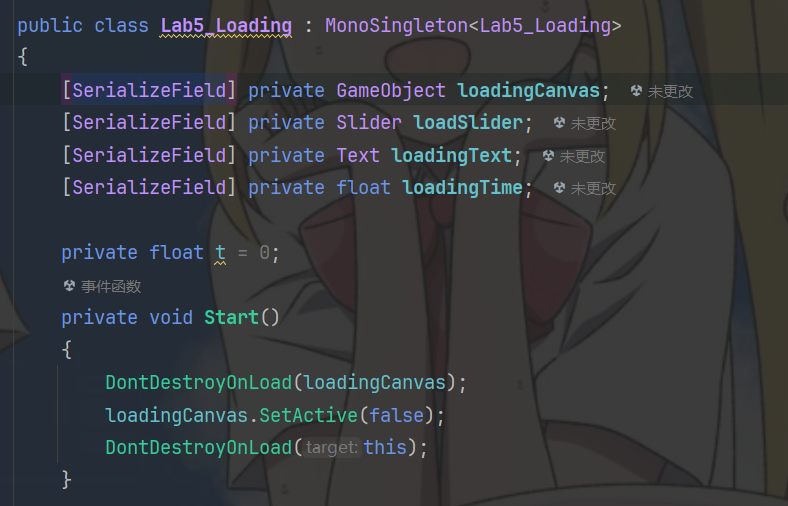 public class Lab5_Loading : MonoSingleton<Lab5_Loading>
{
[SerializeField] private GameObject loadingCanvas; 未更改
[SerializeField] private Slider loadSlider; 未更改
[SerializeField] private Text loadingText; 未更改
[SerializeField] private float loadingTime; 未更改
private float t = 0;
事件函数
private void Start()
{
DontDestroyOnLoad(loadingCanvas);
loadingCanvas.SetActive(false);
DontDestroyOnLoad(target:this);
}